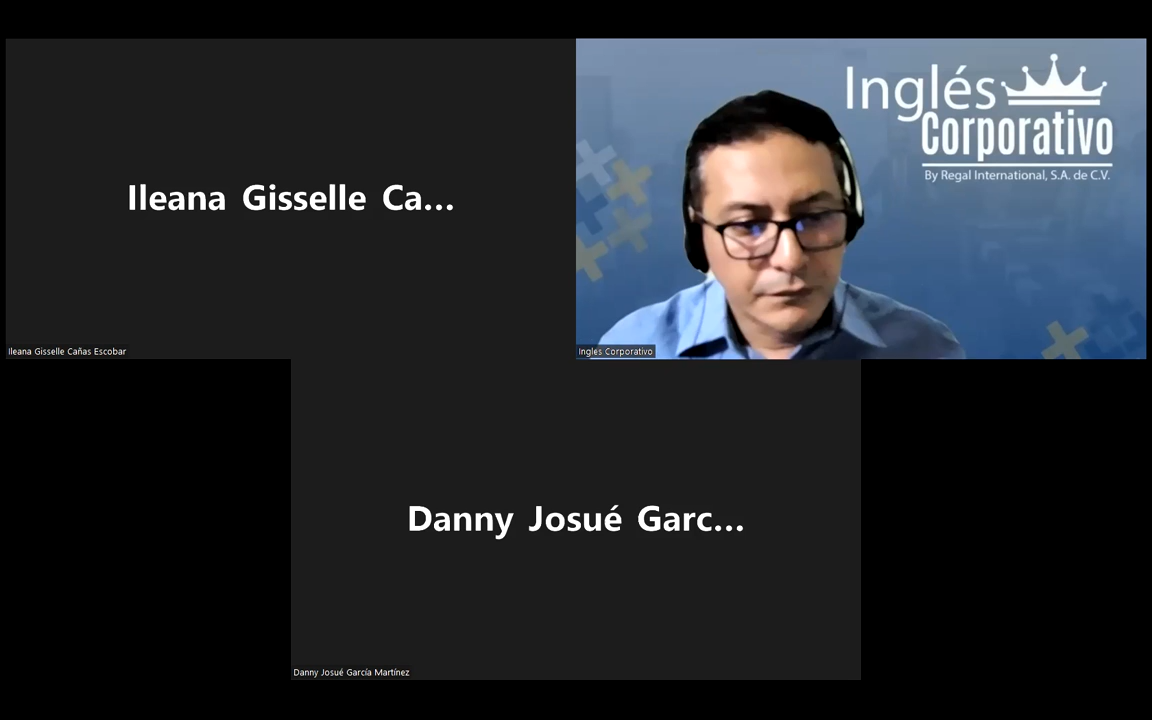 Ileana Gisselle Ca...
Ileana Gisselle Cañas Escobar
Inglés
Corporativo
By Regal International, S.A. de C.V.
Ingles Corporativo
Danny Josué Garc...
Danny Josué García Martínez